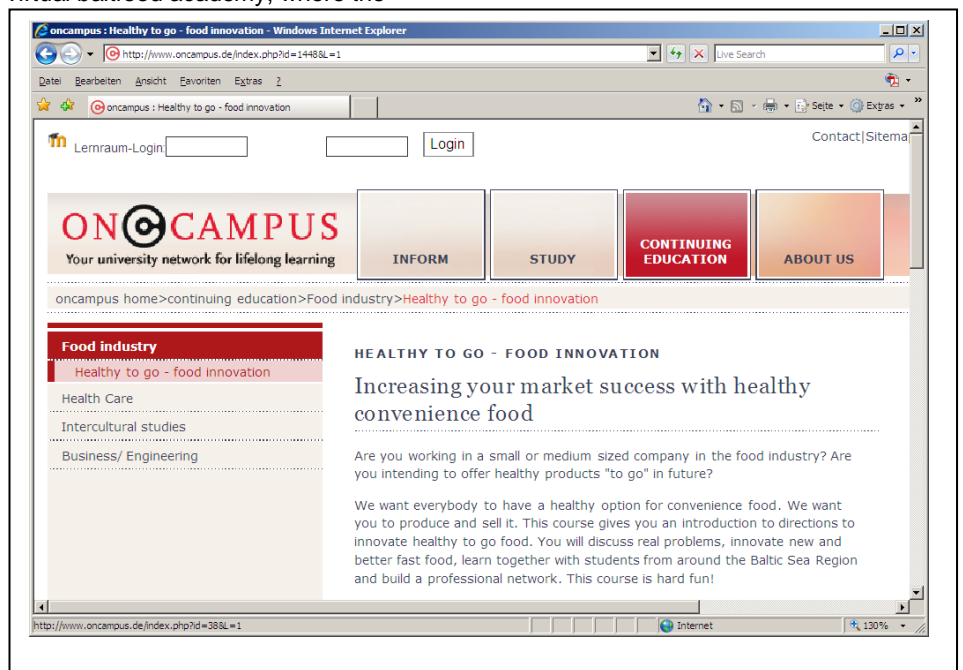 virtual baltfood academy, where the
oncampus : Healthy to go - food innovation - Windows Internet Explorer
http://www.oncampus.de/index.php?id=1448&L=1
Live Search
Datei Bearbeiten Ansicht Favoriten Extras ?
oncampus : Healthy to go - food innovation
Seite Extras »
Lernraum-Login:
Login
Contact|Sitema
ONCAMPUS
Your university network for lifelong learning
INFORM
STUDY
CONTINUING
EDUCATION
ABOUT US
oncampus home>continuing education>Food industry>Healthy to go - food innovation
Food industry
Healthy to go - food innovation
Health Care
Intercultural studies
Business/ Engineering
HEALTHY TO GO - FOOD INNOVATION
Increasing your market success with healthy
convenience food
Are you working in a small or medium sized company in the food industry? Are
you intending to offer healthy products "to go" in future?
We want everybody to have a healthy option for convenience food. We want
you to produce and sell it. This course gives you an introduction to directions to
innovate healthy to go food. You will discuss real problems, innovate new and
better fast food, learn together with students from around the Baltic Sea Region
and build a professional network. This course is hard fun!
http://www.oncampus.de/index.php?id=38&L=1
Internet
130%